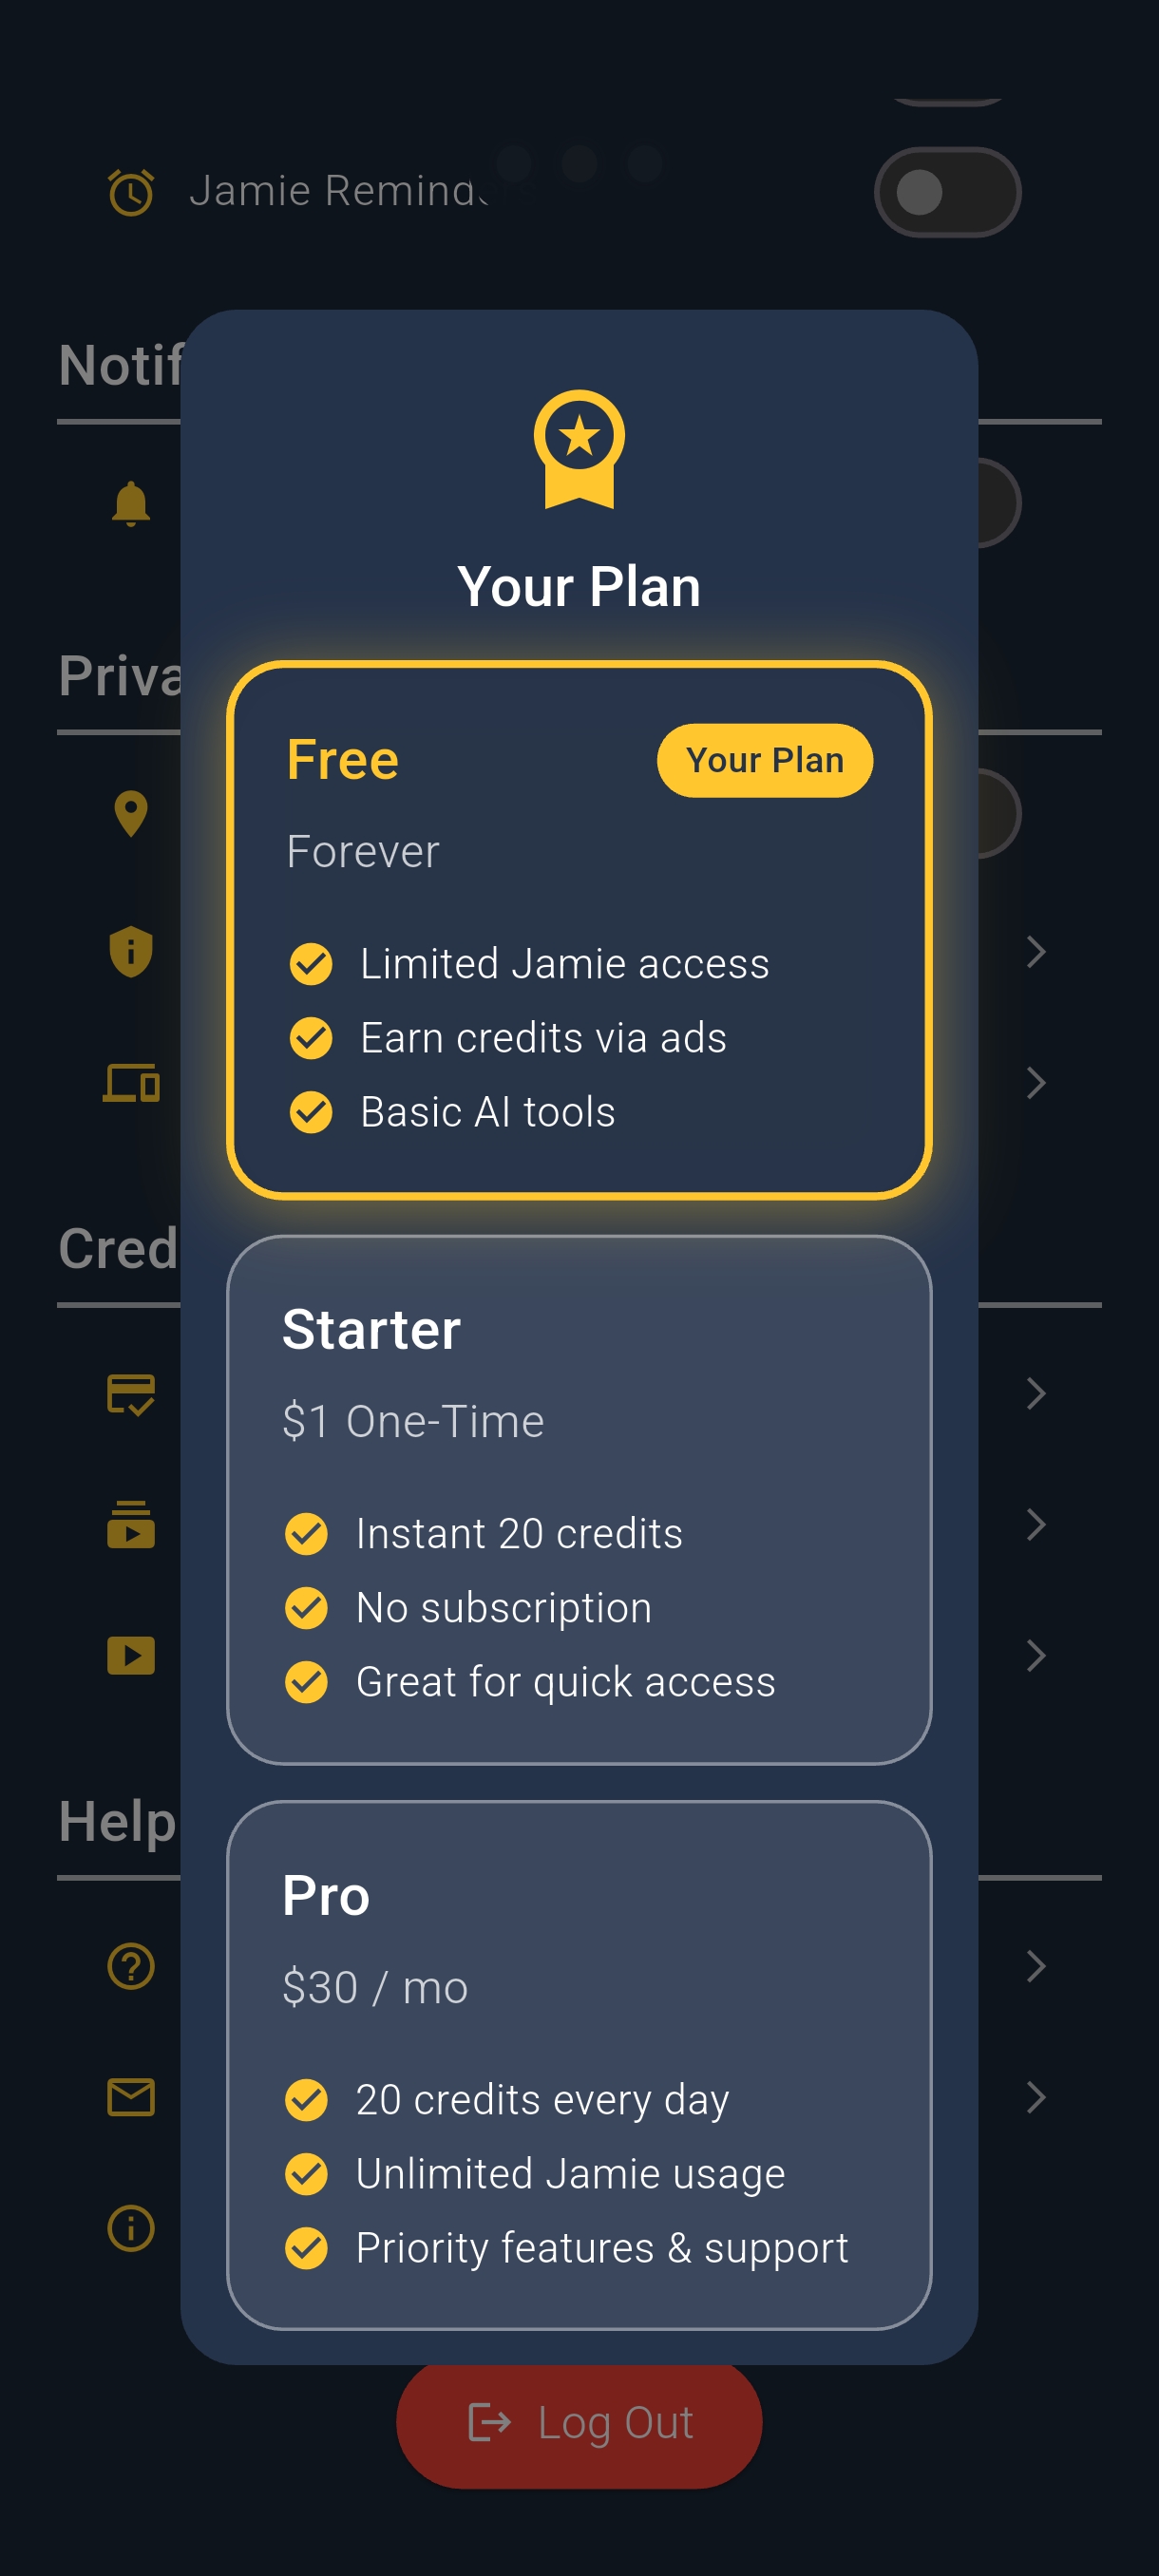 Jamie
Notif
Your Plan
Priva
Free
Your Plan
Forever
Limited Jamie access
Earn credits via ads
Basic AI tools
Cred
Starter
$1 One-Time
Instant 20 credits
No subscription
Great for quick access
Help
Pro
$30 / mo
20 credits every day
Unlimited Jamie usage
Priority features & support
Log Out